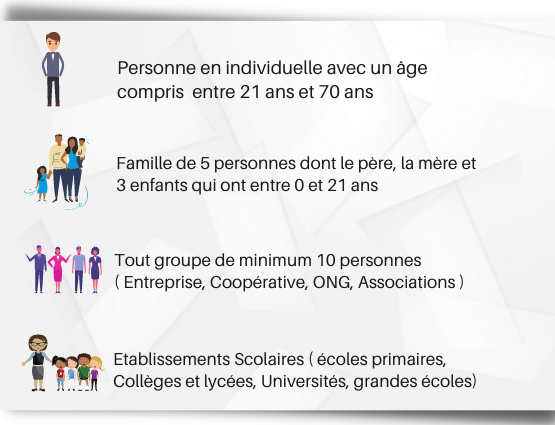 Personne en individuelle avec un âge
compris entre 21 ans et 70 ans
Famille de 5 personnes dont le père, la mère et
3 enfants qui ont entre 0 et 21 ans
Tout groupe de minimum 10 personnes
( Entreprise, Coopérative, ONG, Associations )
Etablissements Scolaires ( écoles primaires,
Collèges et lycées, Universités, grandes écoles)